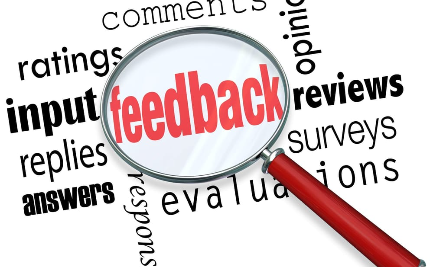 comments
opinio
ratings
feedback
input
reviews
replies
surveys
answers
evaluations
respons